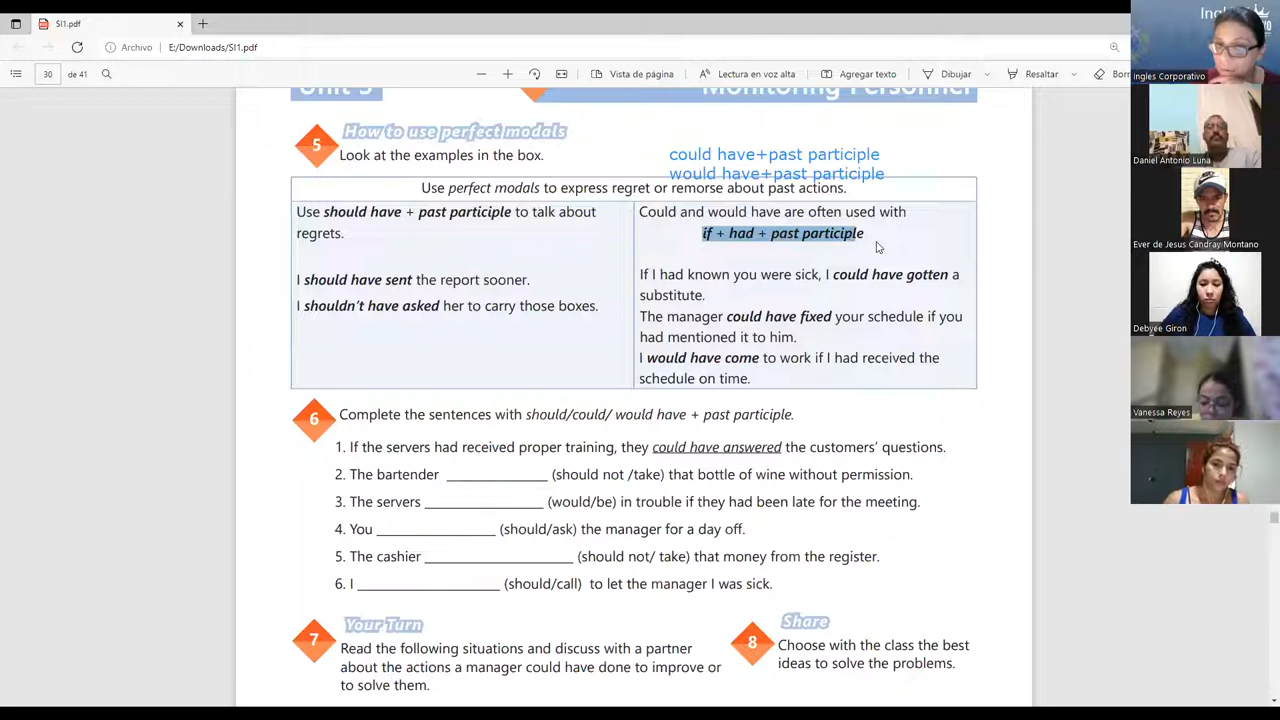 SI1.pdf
Archivo
E:/Downloads/SI1.pdf
30 de 41
Vista de página
Lectura en voz alta
Agregar texto
Dibujar
Resaltar
Borr
Unit 5
Monitoring Personnel
5
How to use perfect modals
Look at the examples in the box.
could have+past participle
would have+past participle
Use perfect modals to express regret or remorse about past actions.
Use should have + past participle to talk about
regrets.
I should have sent the report sooner.
I shouldn't have asked her to carry those boxes.
Could and would have are often used with
if + had + past participle
If I had known you were sick, I could have gotten a
substitute.
The manager could have fixed your schedule if you
had mentioned it to him.
I would have come to work if I had received the
schedule on time.
6
Complete the sentences with should/could/ would have + past participle.
1. If the servers had received proper training, they could have answered the customers' questions.
2. The bartender ______________ (should not /take) that bottle of wine without permission.
3. The servers ________________ (would/be) in trouble if they had been late for the meeting.
4. You ________________ (should/ask) the manager for a day off.
5. The cashier ____________________ (should not/ take) that money from the register.
6. I ___________________ (should/call) to let the manager I was sick.
7
Your Turn
Read the following situations and discuss with a partner
about the actions a manager could have done to improve or
to solve them.
8
Share
Choose with the class the best
ideas to solve the problems.
Ingles Corporativo
Daniel Antonio Luna
Ever de Jesus Candray Montano
Debyee Giron
Vanessa Reyes